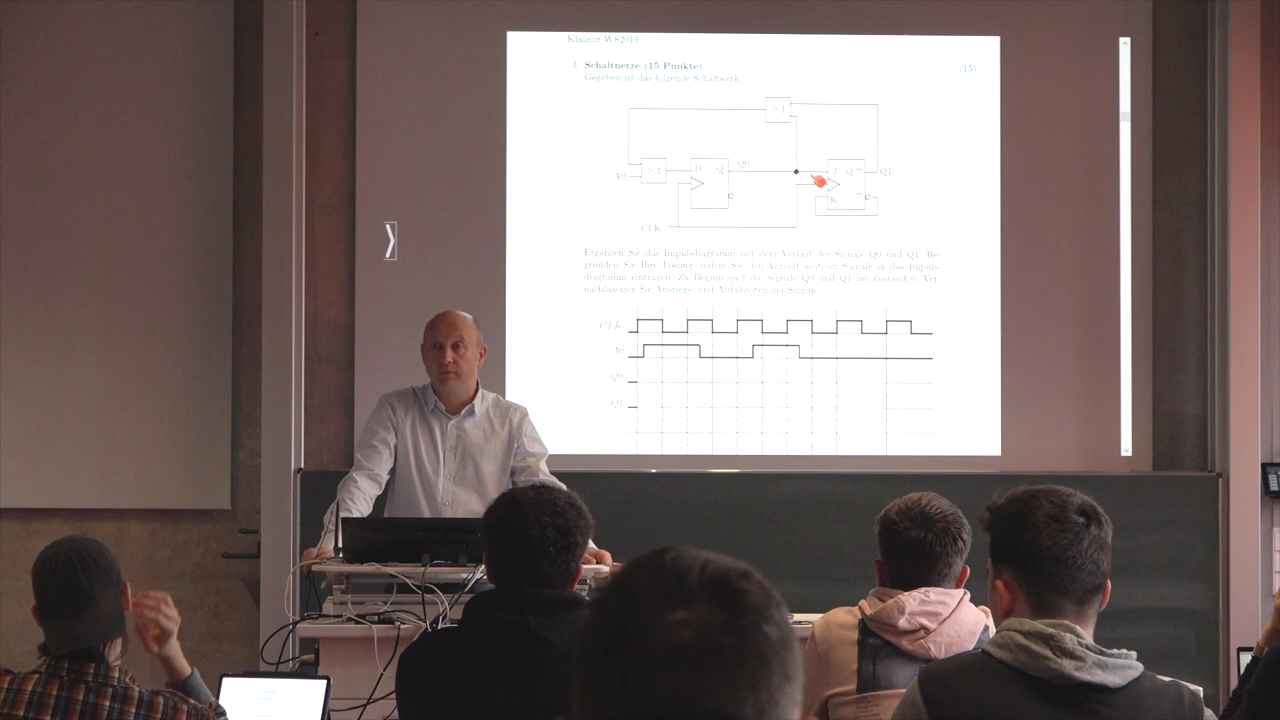 Klausur WS2019
3. Schaltnetze (15 Punkte) (15)
Gegeben ist das folgende Schaltwerk
>1
>1
D Q
Q0
J Q
Q1
A0
K
CLK
Ergänzen Sie das Impulsdiagramm mit dem Verlauf der Signale Q0 und Q1. Be-
gründen Sie Ihre Lösung, indem Sie den Verlauf weiterer Signale in das Impuls-
diagramm eintragen. Zu Beginn sind die Signale Q0 und Q1 im Zustand 0. Ver-
nachlässigen Sie Anstiegs- und Abfallzeiten der Signale.
CLK
A0
Q0
Q1